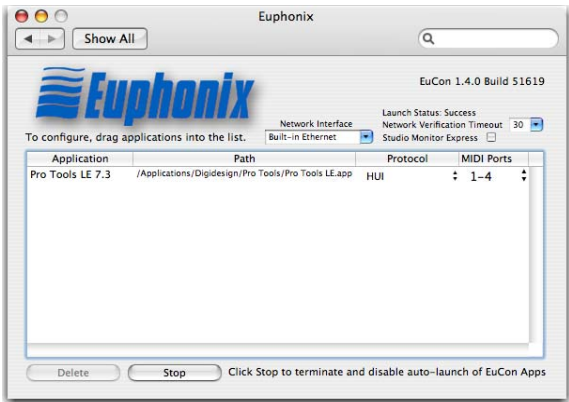 Euphonix
Show All
Euphonix
EuCon 1.4.0 Build 51619
Launch Status: Success
Network Interface
Network Verification Timeout 30
To configure, drag applications into the list.
Built-in Ethernet
Studio Monitor Express
Application Path Protocol MIDI Ports
Pro Tools LE 7.3 /Applications/Digidesign/Pro Tools/Pro Tools LE.app HUI 1-4
Delete Stop Click Stop to terminate and disable auto-launch of EuCon Apps